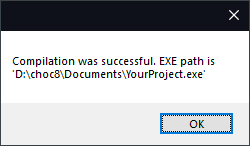 Compilation was successful. EXE path is
'D:\choc8\Documents\YourProject.exe'
OK